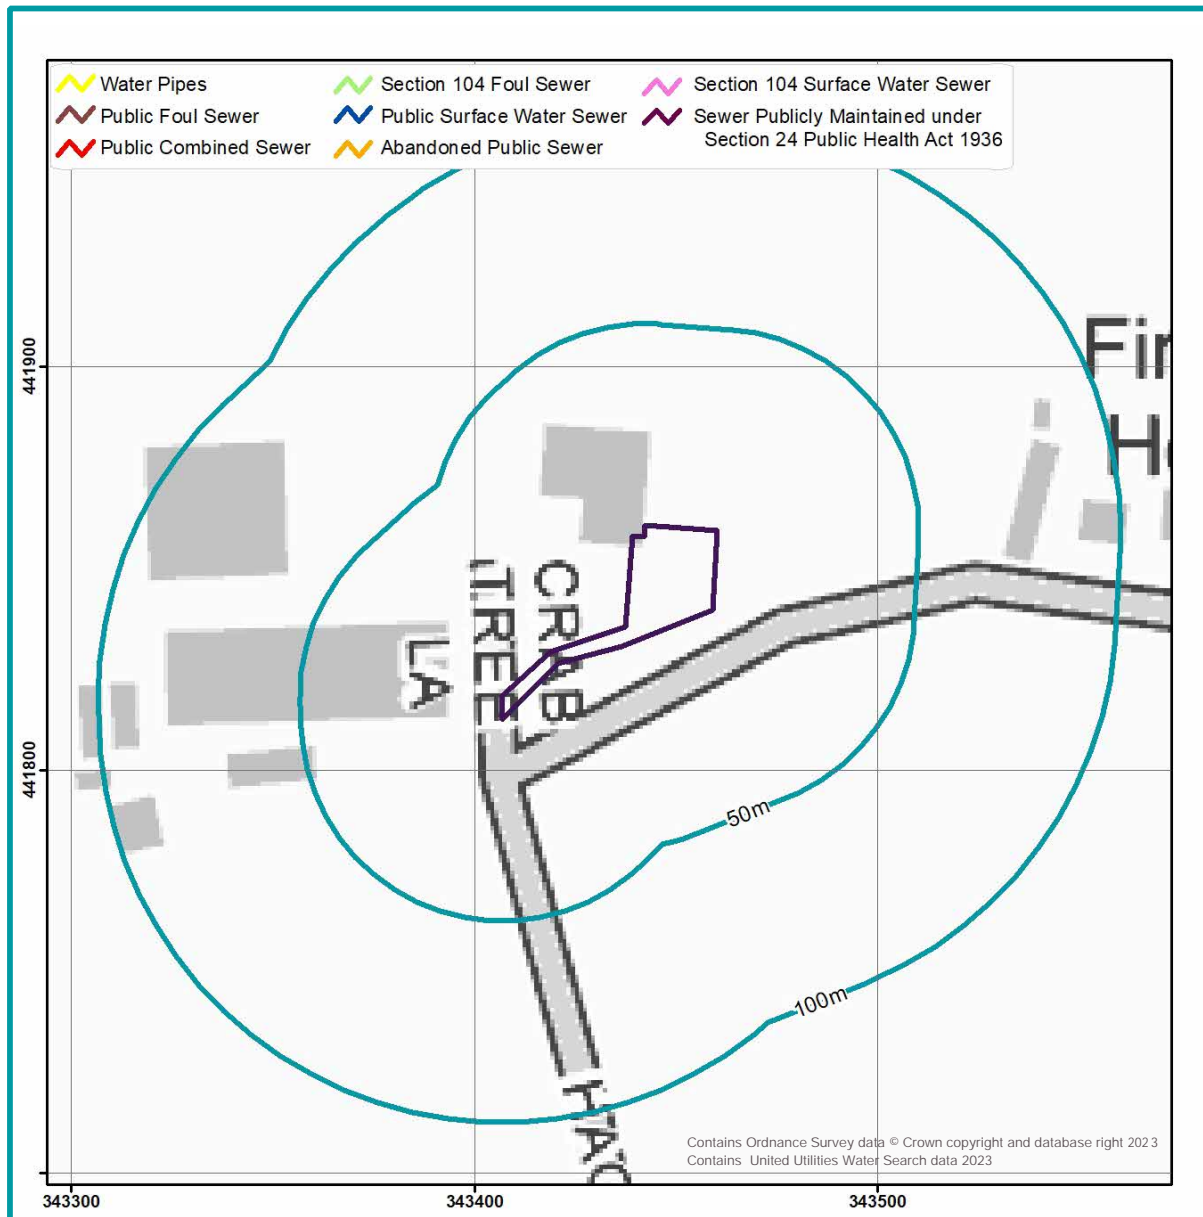 Water Pipes
Section 104 Foul Sewer
Section 104 Surface Water Sewer
Public Foul Sewer
Public Surface Water Sewer
Sewer Publicly Maintained under
Section 24 Public Health Act 1936
Public Combined Sewer
Abandoned Public Sewer
441900
441800
CRAB
TREE
LA
50m
100m
Contains Ordnance Survey data © Crown copyright and database right 2023
Contains United Utilities Water Search data 2023
343300
343400
343500